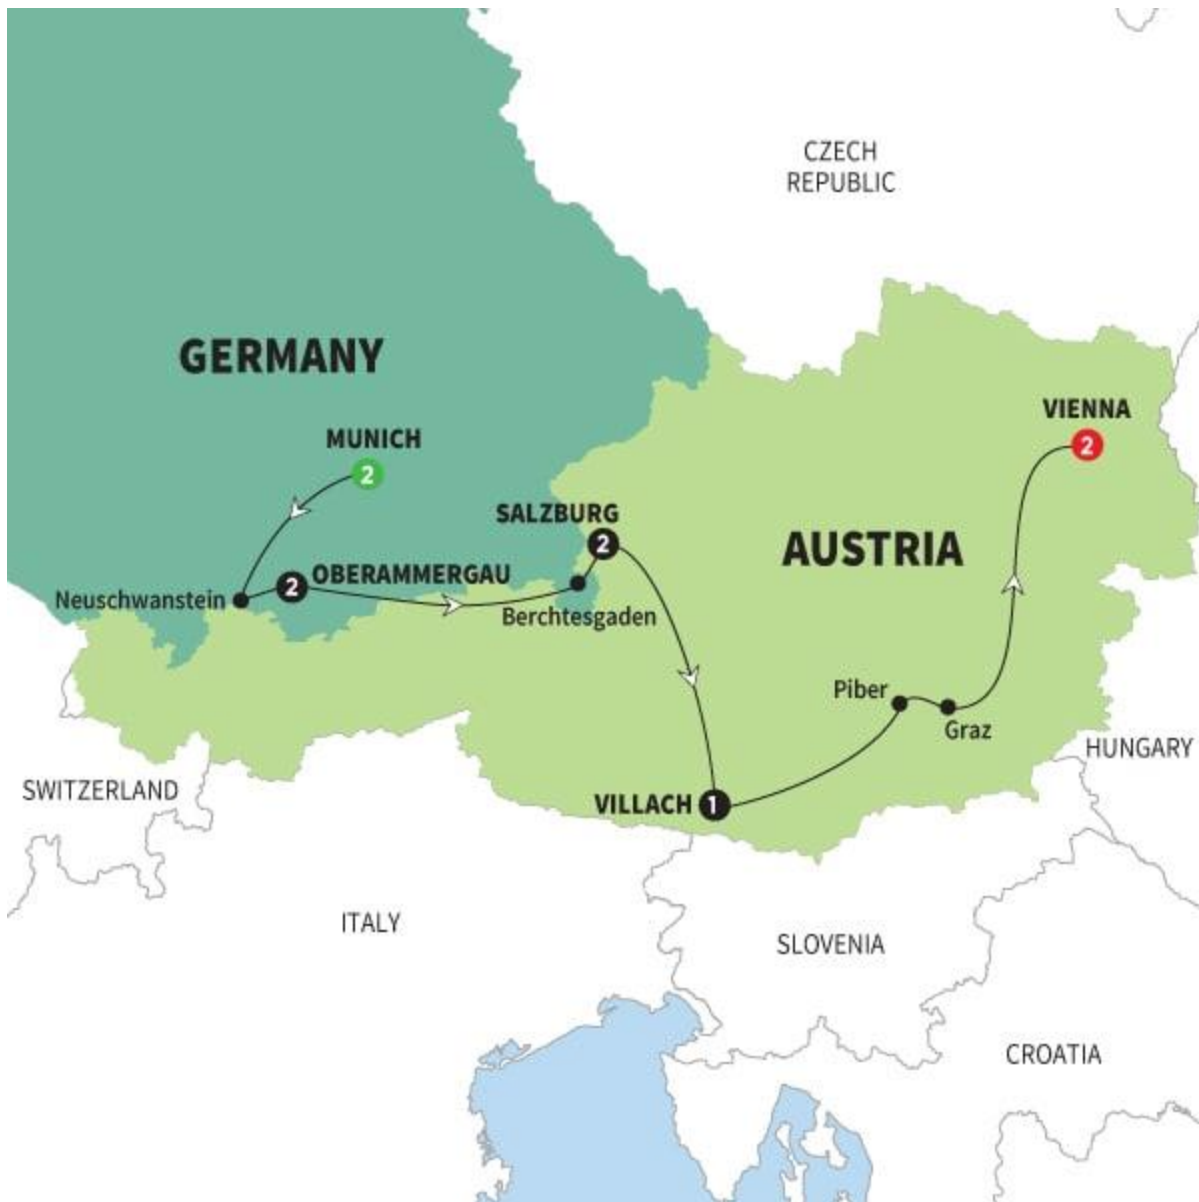 CZECH
REPUBLIC
GERMANY
VIENNA
2
MUNICH
2
SALZBURG
2
AUSTRIA
OBERAMMERGAU
2
Neuschwanstein
Berchtesgaden
Piber
Graz
HUNGARY
SWITZERLAND
VILLACH
1
ITALY
SLOVENIA
CROATIA